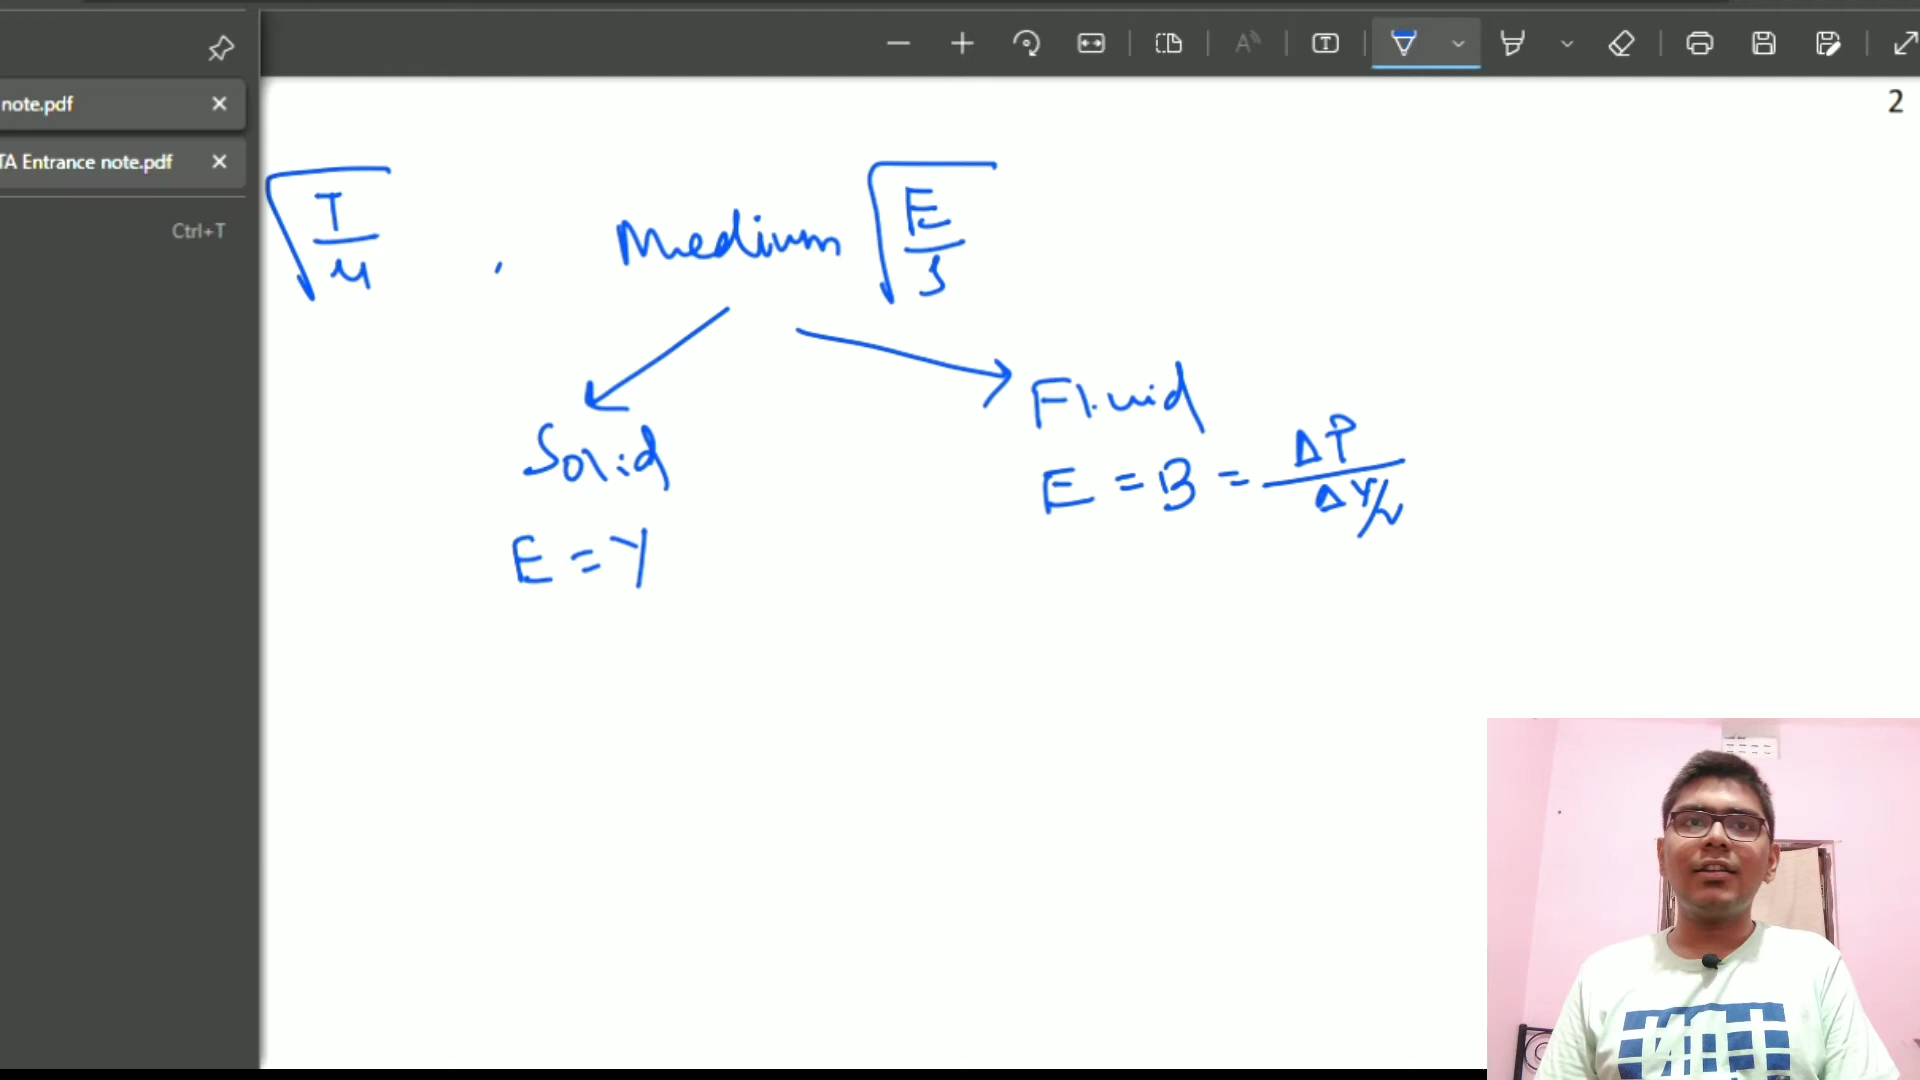 2
note.pdf
TA Entrance note.pdf
Ctrl+T
√(T/μ) , Medium √(E/ρ)
Solid
E = Y
Fluid
E = B = ΔP/(ΔV/V)